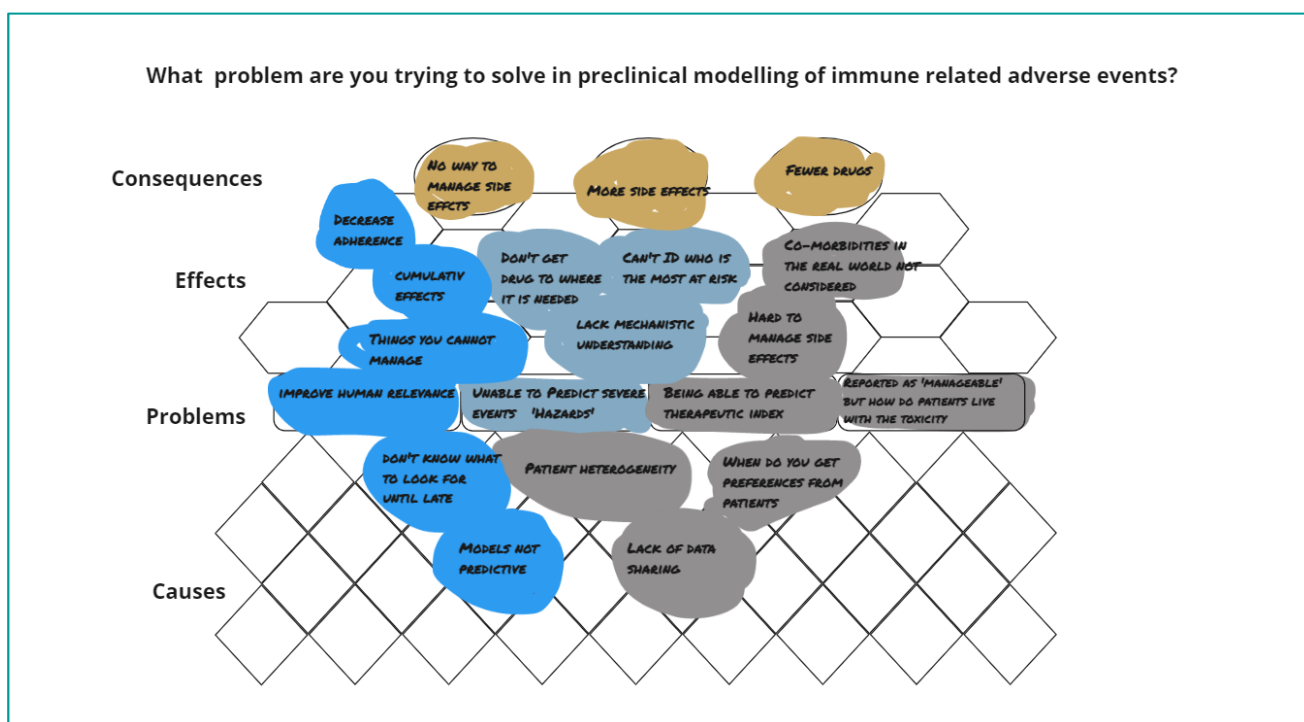 What problem are you trying to solve in preclinical modelling of immune related adverse events?
Consequences
No way to
manage side
effcts
More side effects
Fewer drugs
Decrease
adherence
Effects
cumulativ
effects
Don't get
drug to where
it is needed
Can't ID who is
the most at risk
Co-morbidities in
the real world not
considered
Things you cannot
manage
lack mechanistic
understanding
Hard to
manage side
effects
Problems
improve human relevance
Unable to Predict severe
events 'Hazards'
Being able to predict
therapeutic index
Reported as 'manageable'
but how do patients live
with the toxicity
don't know what
to look for
until late
Patient heterogeneity
When do you get
preferences from
patients
Causes
Models not
predictive
Lack of data
sharing